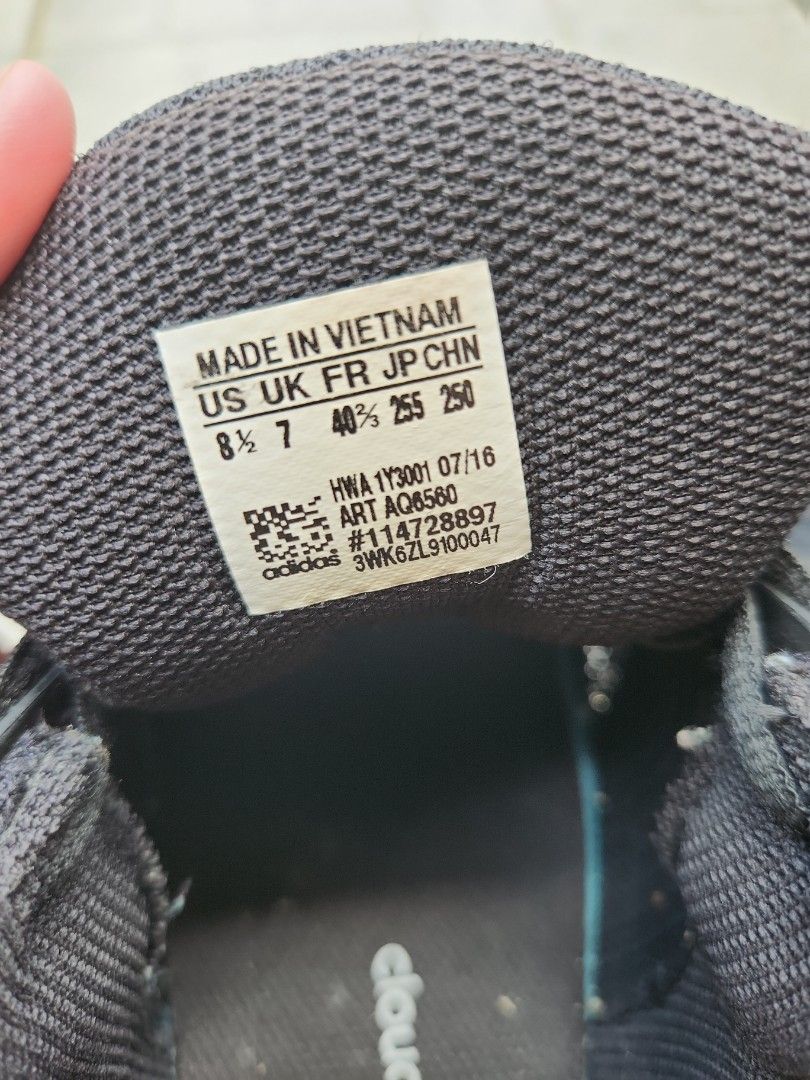 MADE IN VIETNAM
US UK FR JP CHN
8½ 7 40⅔ 255 250
HWA 1Y3001 07/16
ART AQ6560
#114728897
adidas 3WK6ZL9100047
clou